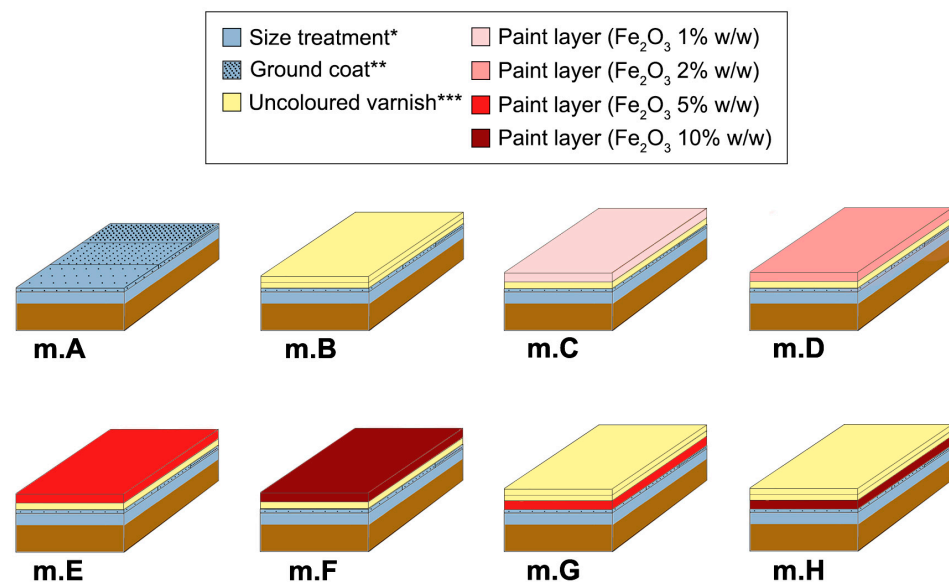 Size treatment*
Ground coat**
Uncoloured varnish***
Paint layer (Fe₂O₃ 1% w/w)
Paint layer (Fe₂O₃ 2% w/w)
Paint layer (Fe₂O₃ 5% w/w)
Paint layer (Fe₂O₃ 10% w/w)
m.A
m.B
m.C
m.D
m.E
m.F
m.G
m.H